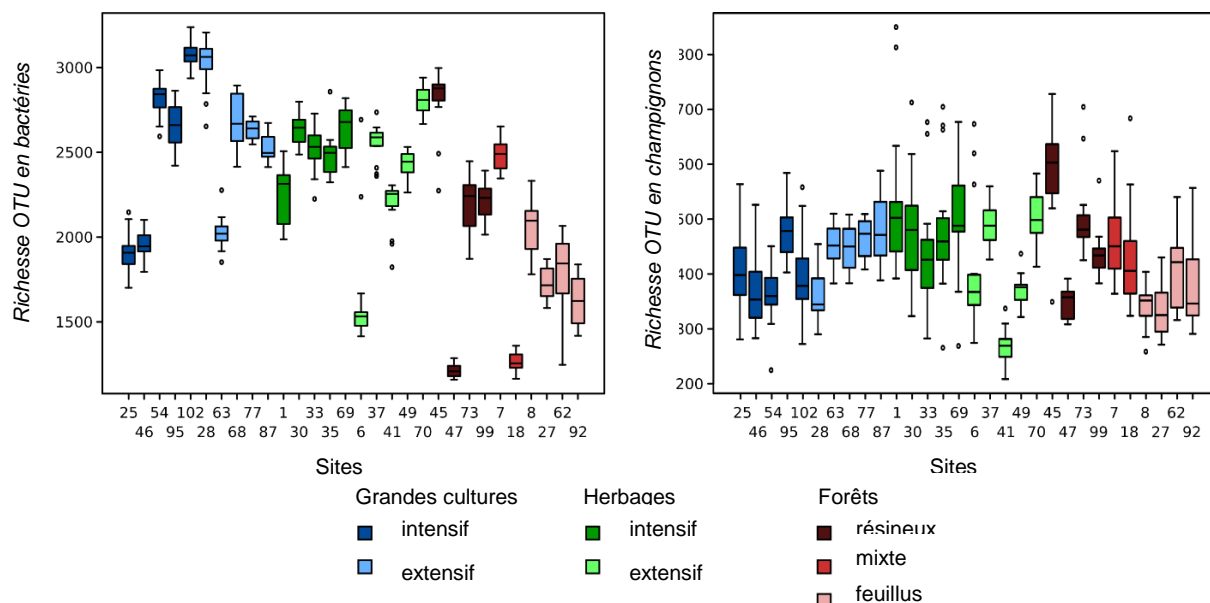 Richesse OTU en bactéries
3000
2500
2000
1500
25 54 102 63 77 1 33 69 37 49 45 73 7 8 62
46 95 28 68 87 30 35 6 41 70 47 99 18 27 92
Sites
Richesse OTU en champignons
300
700
500
500
400
300
200
25 54 102 63 77 1 33 69 37 49 45 73 7 8 62
46 95 28 68 87 30 35 6 41 70 47 99 18 27 92
Sites
Grandes cultures
intensif
extensif
Herbages
intensif
extensif
Forêts
résineux
mixte
feuillus